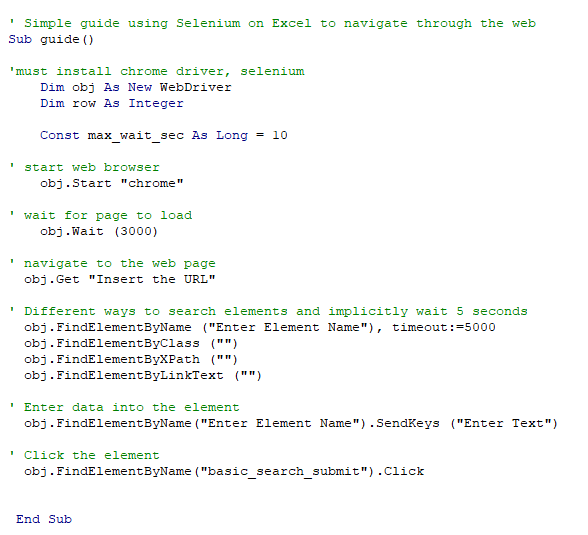 ' Simple guide using Selenium on Excel to navigate through the web
Sub guide()
'must install chrome driver, selenium
Dim obj As New WebDriver
Dim row As Integer
Const max_wait_sec As Long = 10
' start web browser
obj.Start "chrome"
' wait for page to load
obj.Wait (3000)
' navigate to the web page
obj.Get "Insert the URL"
' Different ways to search elements and implicitly wait 5 seconds
obj.FindElementByName ("Enter Element Name"), timeout:=5000
obj.FindElementByClass ("")
obj.FindElementByXPath ("")
obj.FindElementByLinkText ("")
' Enter data into the element
obj.FindElementByName("Enter Element Name").SendKeys ("Enter Text")
' Click the element
obj.FindElementByName("basic_search_submit").Click
End Sub